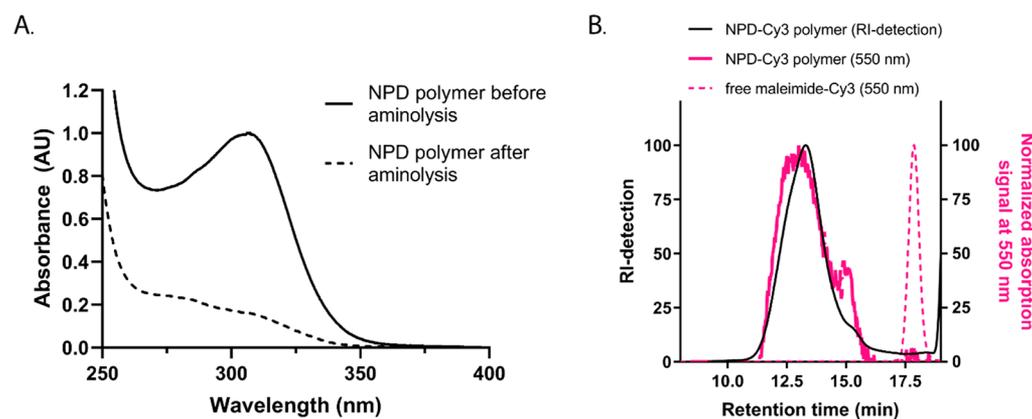 A.
NPD polymer before
aminolysis
NPD polymer after
aminolysis
Absorbance (AU)
1.2
1.0
0.8
0.6
0.4
0.2
0.0
250
300
350
400
Wavelength (nm)
B.
NPD-Cy3 polymer (RI-detection)
NPD-Cy3 polymer (550 nm)
free maleimide-Cy3 (550 nm)
RI-detection
100
75
50
25
0
100
75
50
25
0
Normalized absorption
signal at 550 nm
10.0
12.5
15.0
17.5
Retention time (min)